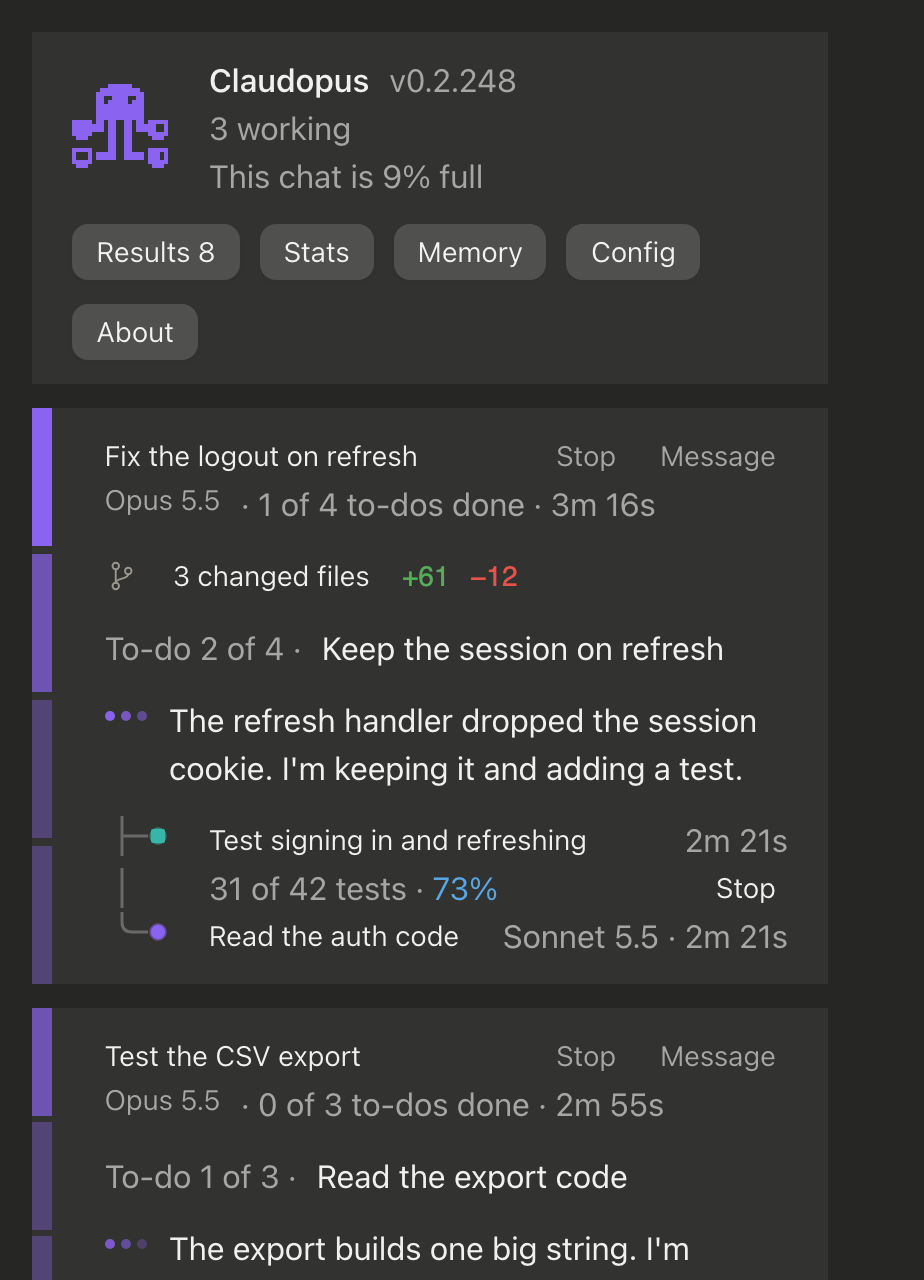 Claudopus v0.2.248
3 working
This chat is 9% full
Results 8 Stats Memory Config
About
Fix the logout on refresh Stop Message
Opus 5.5 · 1 of 4 to-dos done · 3m 16s
3 changed files +61 −12
To-do 2 of 4 · Keep the session on refresh
The refresh handler dropped the session
cookie. I'm keeping it and adding a test.
Test signing in and refreshing 2m 21s
31 of 42 tests · 73% Stop
Read the auth code Sonnet 5.5 · 2m 21s
Test the CSV export Stop Message
Opus 5.5 · 0 of 3 to-dos done · 2m 55s
To-do 1 of 3 · Read the export code
The export builds one big string. I'm